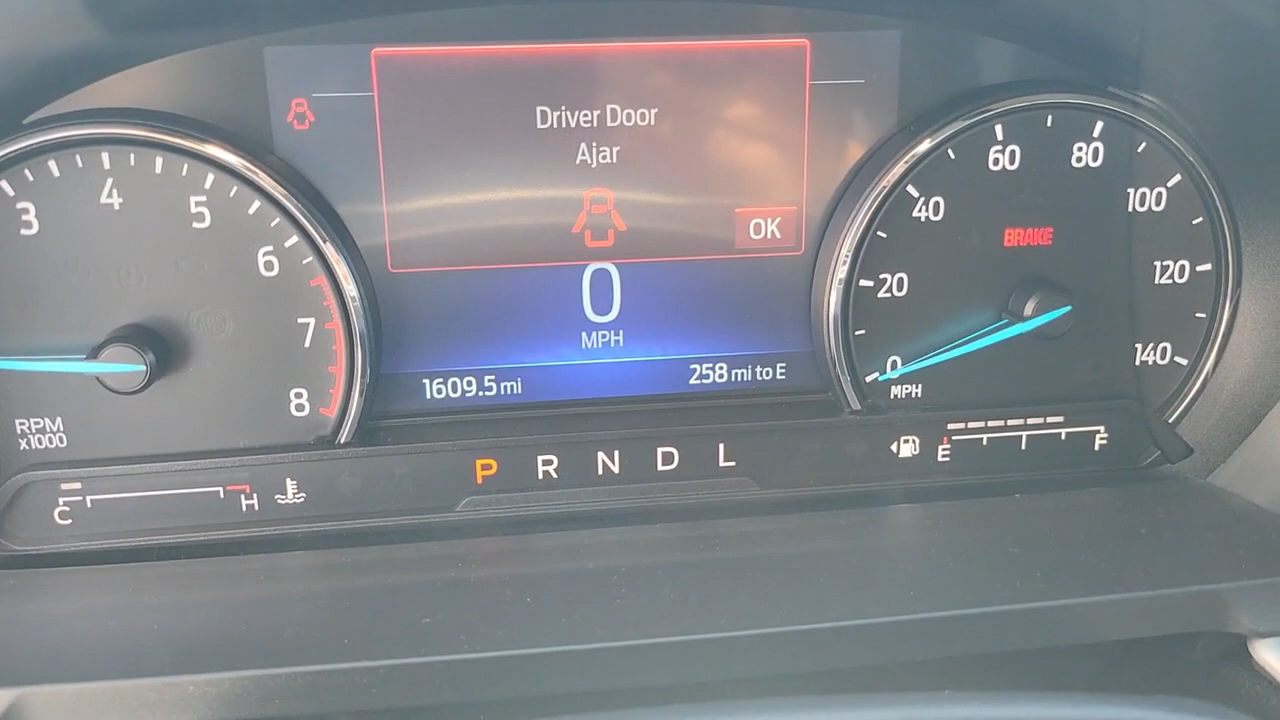 Driver Door
Ajar
OK
0
MPH
1609.5 mi
258 mi to E
3
4
5
6
7
8
RPM
x1000
0
20
40
60
80
100
120
140
BRAKE
MPH
P R N D L
C
H
E
F